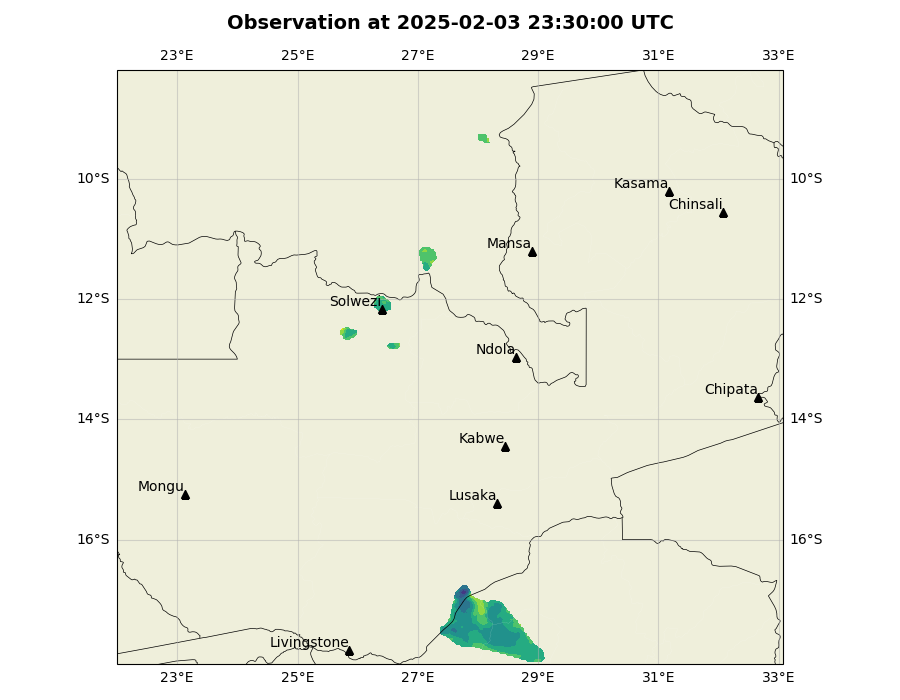 Observation at 2025-02-03 23:30:00 UTC
23°E 25°E 27°E 29°E 31°E 33°E
10°S 10°S
Kasama
Chinsali
Mansa
12°S 12°S
Solwezi
Ndola
Chipata
14°S 14°S
Kabwe
Mongu
Lusaka
16°S 16°S
Livingstone
23°E 25°E 27°E 29°E 31°E 33°E